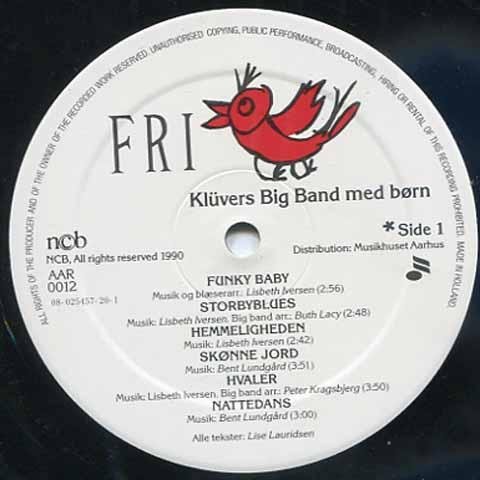 ALL RIGHTS OF THE PRODUCER AND OF THE OWNER OF THE RECORDED WORK RESERVED. UNAUTHORISED COPYING, PUBLIC PERFORMANCE, BROADCASTING, HIRING OR RENTAL OF THIS RECORDING PROHIBITED. MADE IN HOLLAND
FRI
Klüvers Big Band med børn
ncb
* Side 1
NCB, All rights reserved 1990
Distribution: Musikhuset Aarhus
AAR
0012
08-025457-20-1
FUNKY BABY
Musik og blæserarr.: Lisbeth Iversen (2:56)
STORBYBLUES
Musik: Lisbeth Iversen, Big band arr.: Buth Lacy (2:48)
HEMMELIGHEDEN
Musik: Lisbeth Iversen (2:42)
SKØNNE JORD
Musik: Bent Lundgård (3:51)
HVALER
Musik: Lisbeth Iversen, Big band arr.: Peter Kragsbjerg (3:50)
NATTEDANS
Musik: Bent Lundgård (3:00)
Alle tekster: Lise Lauridsen